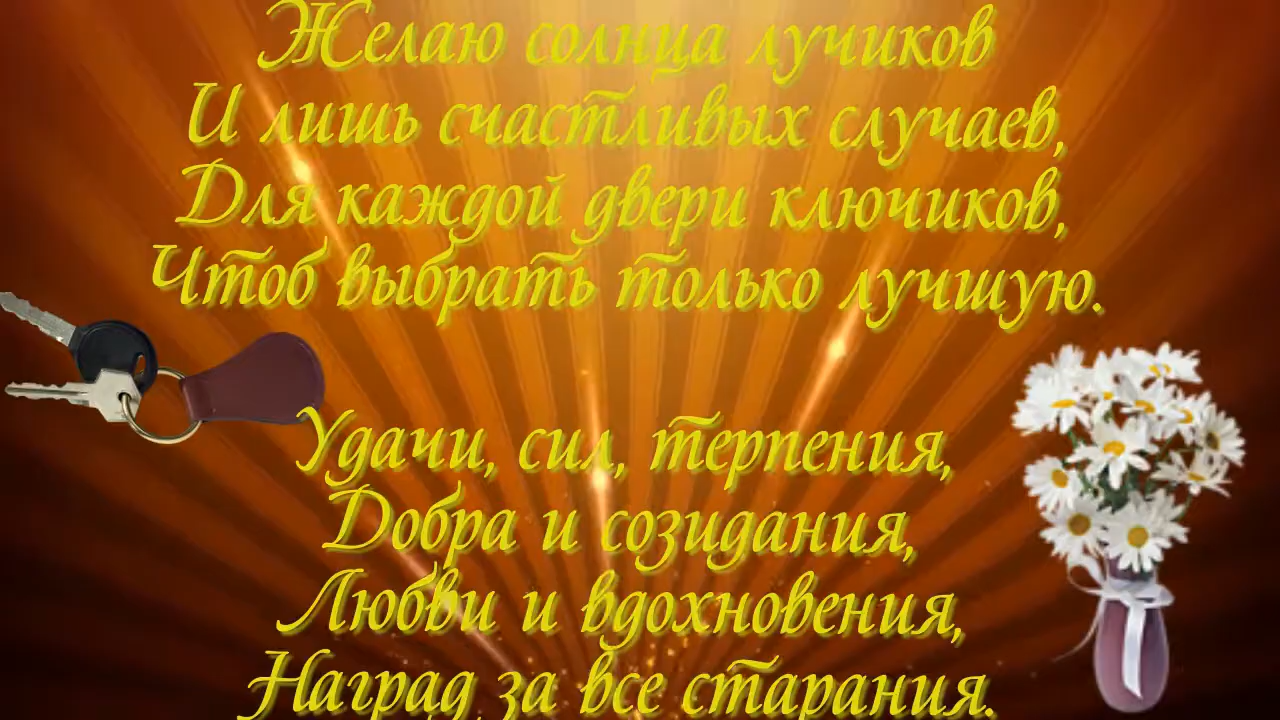 Желаю солнца лучиков
И лишь счастливых случаев,
Для каждой двери ключиков,
Чтоб выбрать только лучшую.
Удачи, сил, терпения,
Добра и созидания,
Любви и вдохновения,
Наград за все старания.